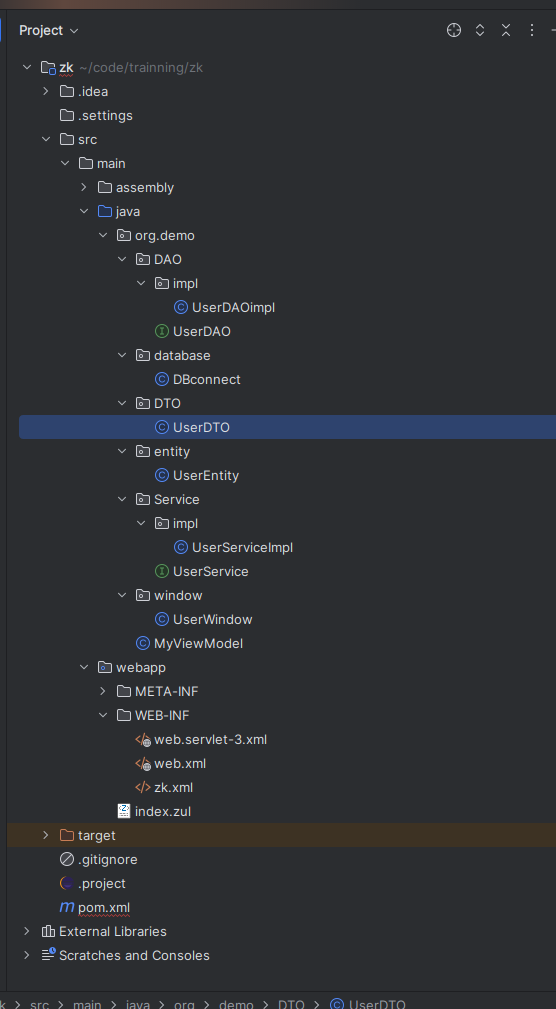 Project
zk ~/code/trainning/zk
.idea
.settings
src
main
assembly
java
org.demo
DAO
impl
UserDAOimpl
UserDAO
database
DBconnect
DTO
UserDTO
entity
UserEntity
Service
impl
UserServiceImpl
UserService
window
UserWindow
MyViewModel
webapp
META-INF
WEB-INF
web.servlet-3.xml
web.xml
zk.xml
index.zul
target
.gitignore
.project
pom.xml
External Libraries
Scratches and Consoles
k > src > main > java > org > demo > DTO > UserDTO